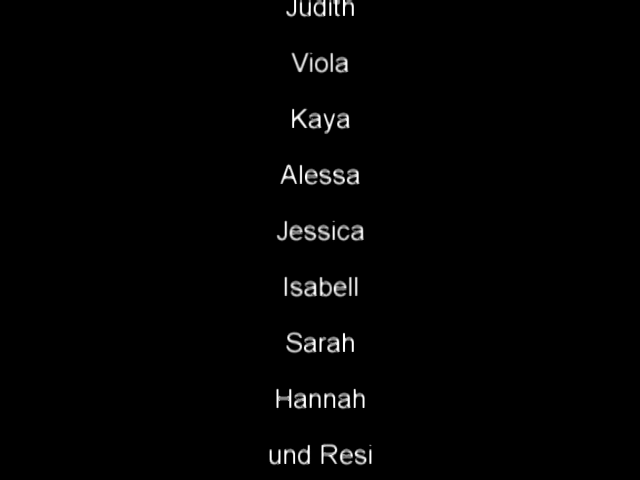 Judith
Viola
Kaya
Alessa
Jessica
Isabell
Sarah
Hannah
und Resi